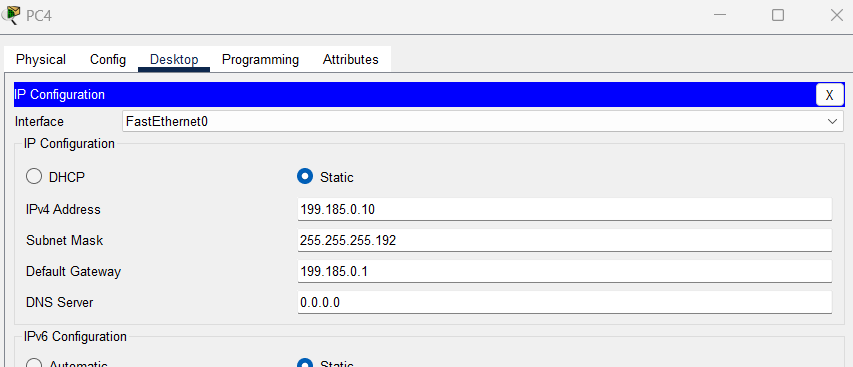 PC4
Physical Config Desktop Programming Attributes
IP Configuration X
Interface FastEthernet0
IP Configuration
DHCP Static
IPv4 Address 199.185.0.10
Subnet Mask 255.255.255.192
Default Gateway 199.185.0.1
DNS Server 0.0.0.0
IPv6 Configuration
Automatic Static